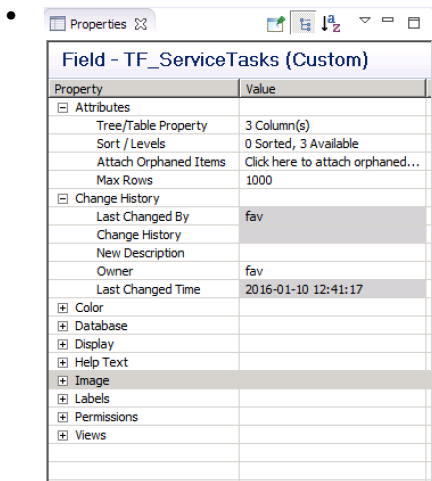 Properties
Field - TF_ServiceTasks (Custom)
Property Value
Attributes
Tree/Table Property 3 Column(s)
Sort / Levels 0 Sorted, 3 Available
Attach Orphaned Items Click here to attach orphaned...
Max Rows 1000
Change History
Last Changed By fav
Change History
New Description
Owner fav
Last Changed Time 2016-01-10 12:41:17
Color
Database
Display
Help Text
Image
Labels
Permissions
Views